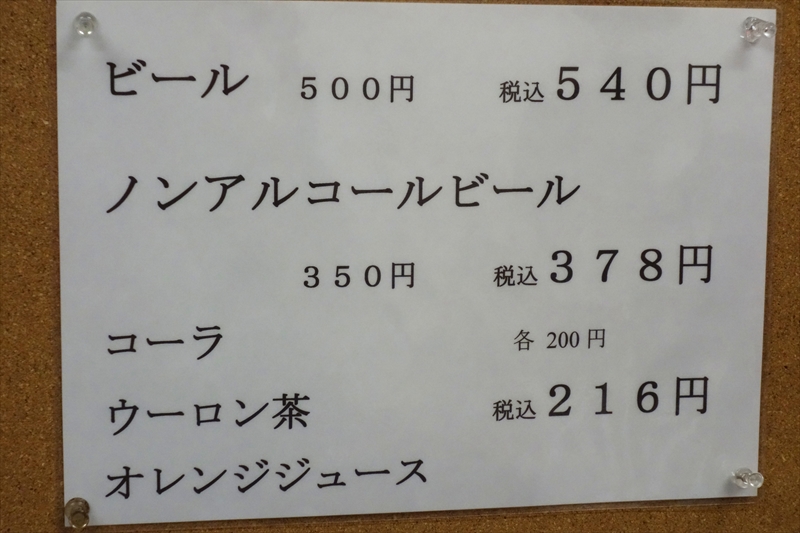 ビール ５００円 税込５４０円
ノンアルコールビール
３５０円 税込３７８円
コーラ 各 200円
ウーロン茶 税込２１６円
オレンジジュース